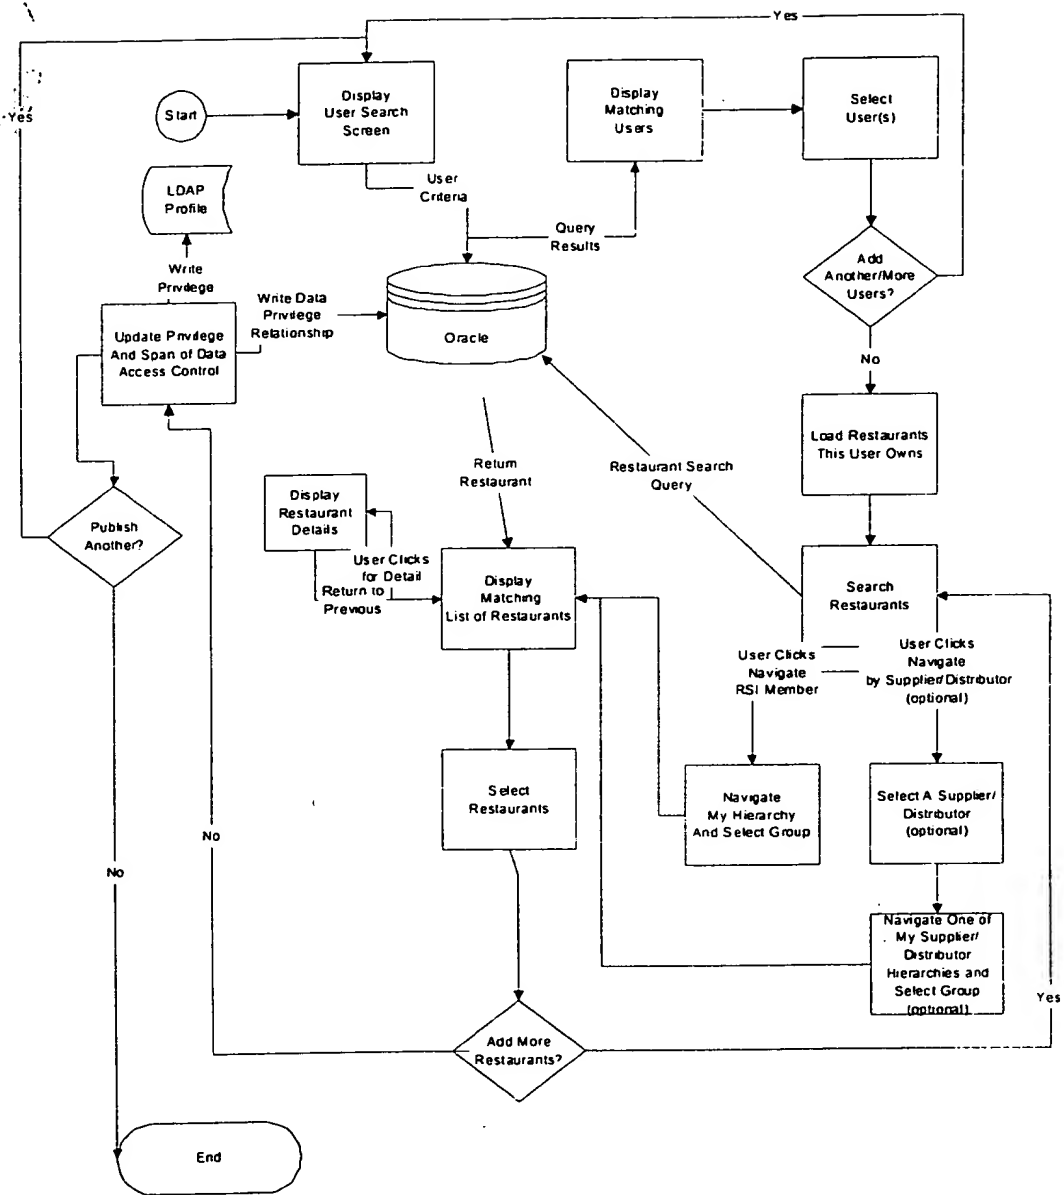 Yes
Yes
Display
User Search
Screen
Start
Display
Matching
Users
Select
User(s)
LDAP
Profile
User
Criteria
Query
Results
Write
Privilege
Write Data
Privilege
Relationship
Add
Another/More
Users?
Update Privilege
And Span of Data
Access Control
Oracle
No
Load Restaurants
This User Owns
Return
Restaurant
Restaurant Search
Query
Display
Restaurant
Details
Publish
Another?
User Clicks
for Detail
Return to
Previous
Display
Matching
List of Restaurants
Search
Restaurants
User Clicks
Navigate
RSI Member
User Clicks
Navigate
by Supplier/Distributor
(optional)
Select
Restaurants
Navigate
My Hierarchy
And Select Group
Select A Supplier/
Distributor
(optional)
No
No
Navigate One of
My Supplier/
Distributor
Hierarchies and
Select Group
(optional)
Yes
Add More
Restaurants?
End